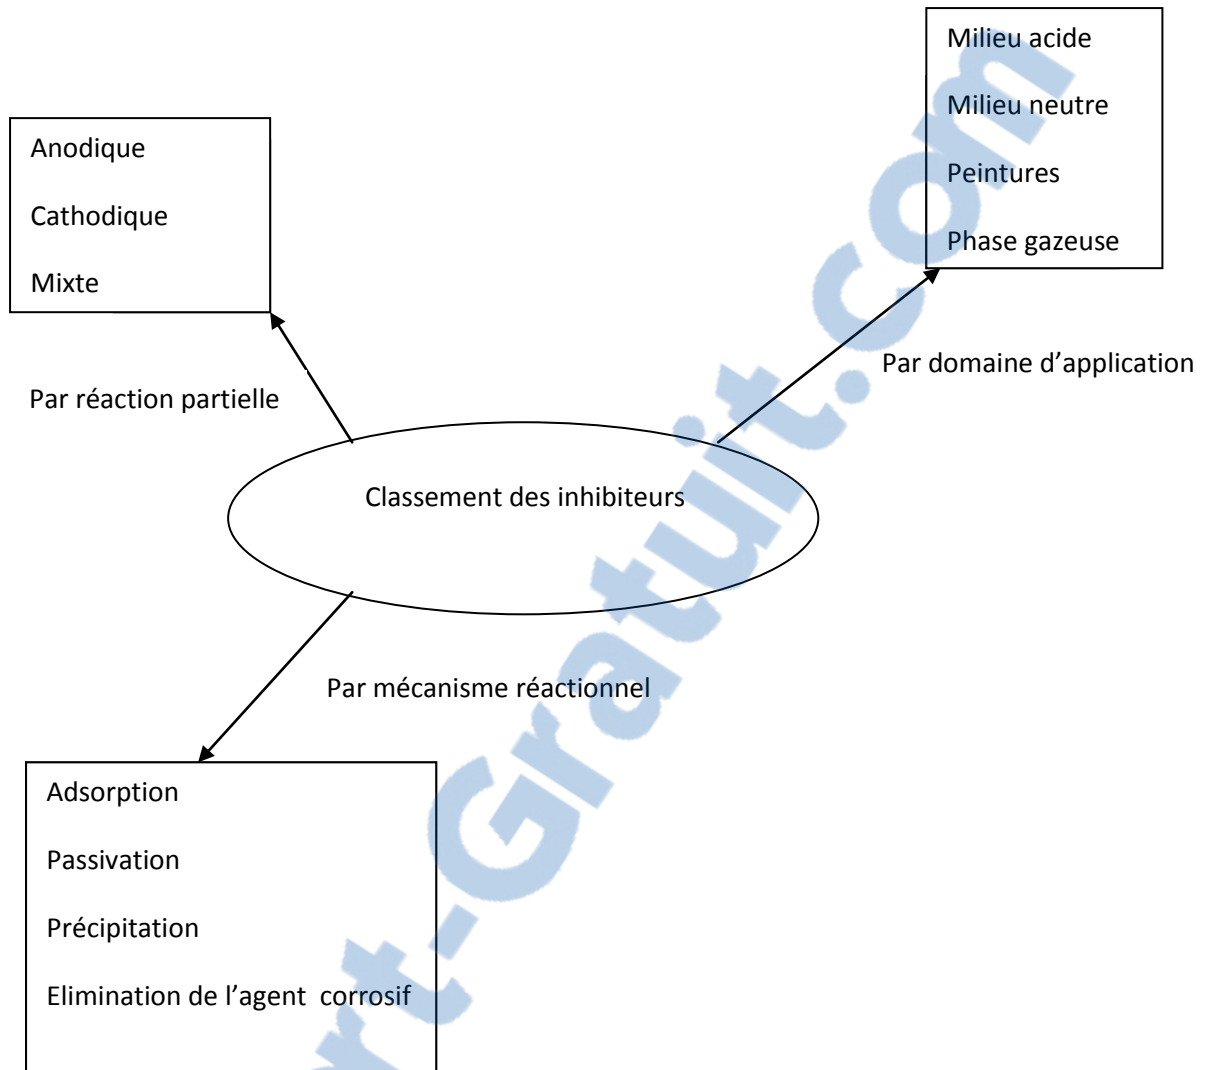 Milieu acide
Milieu neutre
Peintures
Phase gazeuse
Anodique
Cathodique
Mixte
Par domaine d’application
Par réaction partielle
Classement des inhibiteurs
Par mécanisme réactionnel
Adsorption
Passivation
Précipitation
Elimination de l’agent corrosif
rt-Gratuit.com